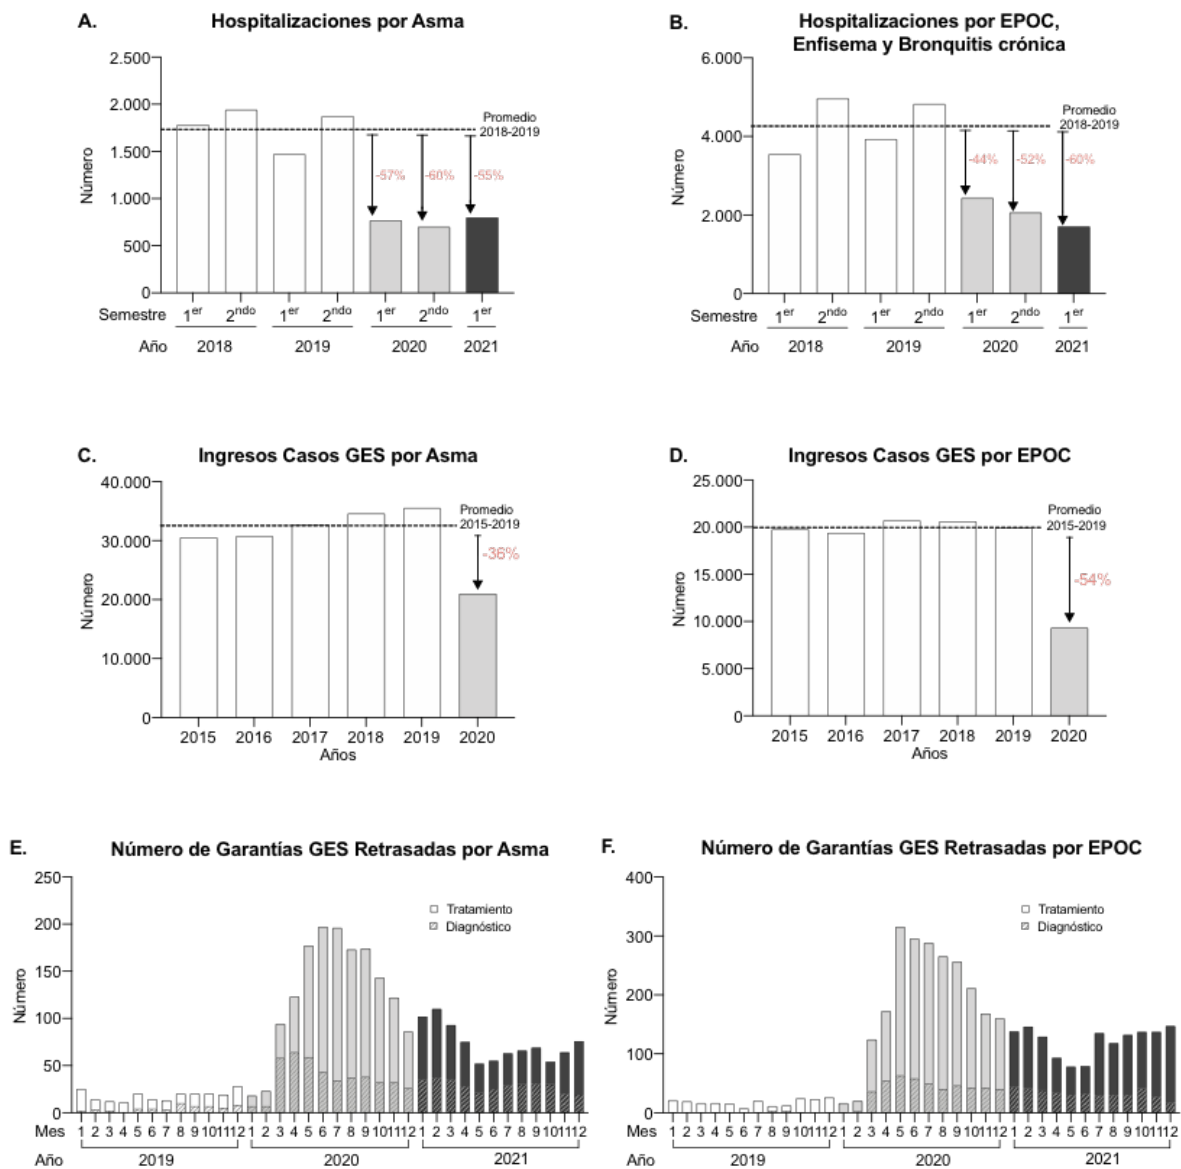 A.
Hospitalizaciones por Asma
2.500
2.000
1.500
1.000
500
0
Número
Promedio
2018-2019
-57%
-60%
-55%
Semestre 1er 2ndo 1er 2ndo 1er 2ndo 1er
Año 2018 2019 2020 2021
B.
Hospitalizaciones por EPOC,
Enfisema y Bronquitis crónica
6.000
4.000
2.000
0
Número
Promedio
2018-2019
-44%
-52%
-60%
Semestre 1er 2ndo 1er 2ndo 1er 2ndo 1er
Año 2018 2019 2020 2021
C.
Ingresos Casos GES por Asma
40.000
30.000
20.000
10.000
0
Número
Promedio
2015-2019
-36%
2015 2016 2017 2018 2019 2020
Años
D.
Ingresos Casos GES por EPOC
25.000
20.000
15.000
10.000
5.000
0
Número
Promedio
2015-2019
-54%
2015 2016 2017 2018 2019 2020
Años
E.
Número de Garantías GES Retrasadas por Asma
250
200
150
100
50
0
Número
Tratamiento
Diagnóstico
Mes 1 2 3 4 5 6 7 8 9 10 11 12 1 2 3 4 5 6 7 8 9 10 11 12 1 2 3 4 5 6 7 8 9 10 11 12
Año 2019 2020 2021
F.
Número de Garantías GES Retrasadas por EPOC
400
300
200
100
0
Número
Tratamiento
Diagnóstico
Mes 1 2 3 4 5 6 7 8 9 10 11 12 1 2 3 4 5 6 7 8 9 10 11 12 1 2 3 4 5 6 7 8 9 10 11 12
Año 2019 2020 2021